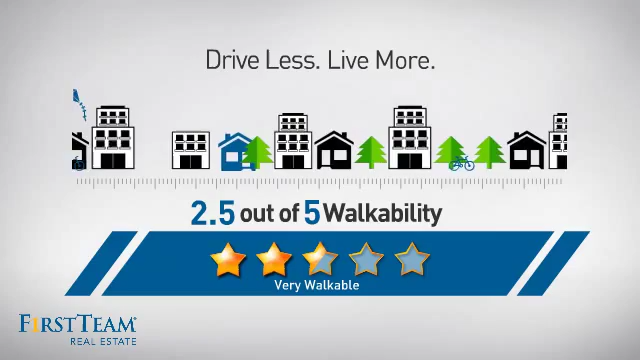 Drive Less. Live More.
2.5 out of 5 Walkability
Very Walkable
FIRSTTEAM®
REAL ESTATE